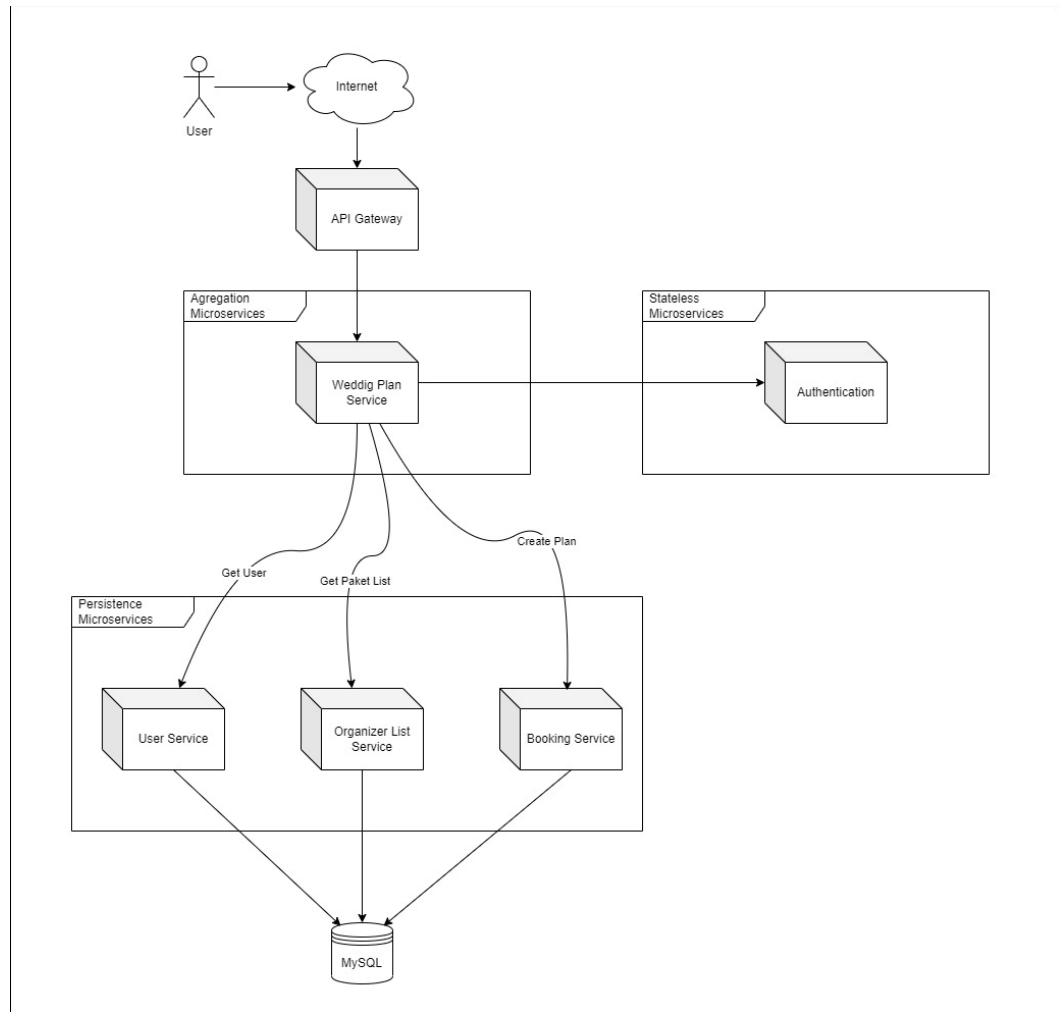 Internet
User
API Gateway
Agregation
Microservices
Stateless
Microservices
Weddig Plan
Service
Authentication
Create Plan
Get User
Get Paket List
Persistence
Microservices
User Service
Organizer List
Service
Booking Service
MySQL